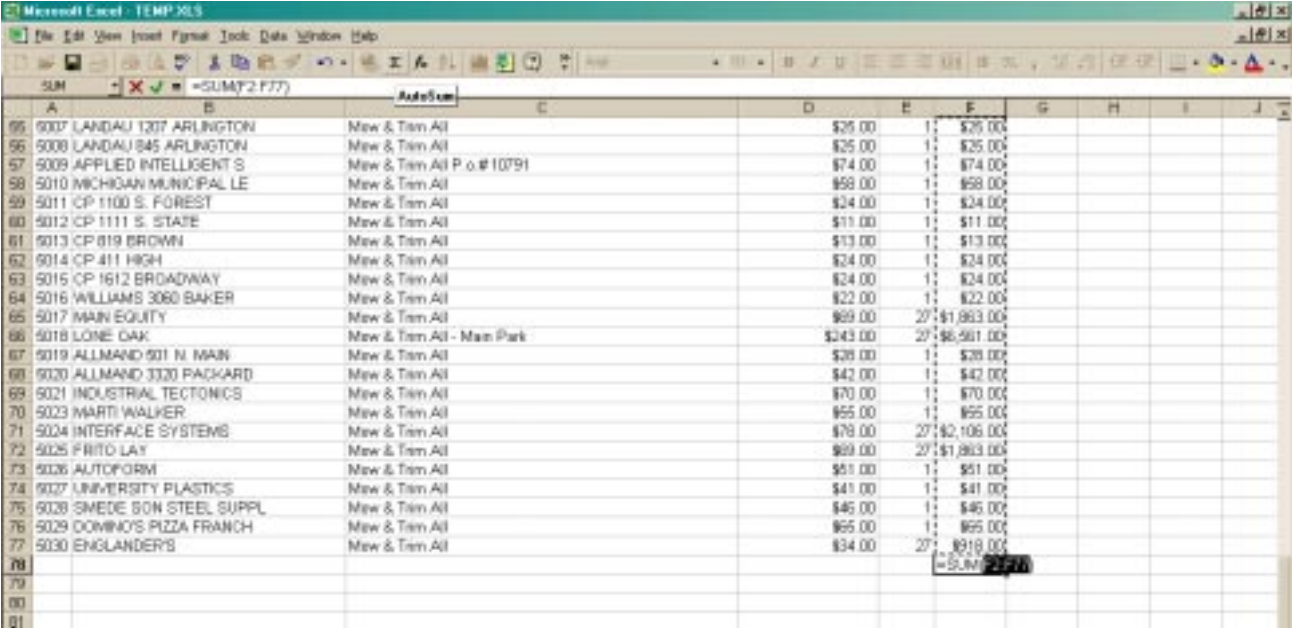 Microsoft Excel - TEMP.XLS
File Edit View Insert Format Tools Data Window Help
SUM =SUM(F2:F77)
AutoSum
A B C D E F G H I J
55 5007 LANDAU 1207 ARLINGTON Mow & Trim All $25.00 1 $25.00
56 5008 LANDAU 845 ARLINGTON Mow & Trim All $25.00 1 $25.00
57 5009 APPLIED INTELLIGENT S Mow & Trim All P.o.#10791 $74.00 1 $74.00
58 5010 MICHIGAN MUNICIPAL LE Mow & Trim All $58.00 1 $58.00
59 5011 CP 1100 S. FOREST Mow & Trim All $24.00 1 $24.00
60 5012 CP 1111 S. STATE Mow & Trim All $11.00 1 $11.00
61 5013 CP 819 BROWN Mow & Trim All $13.00 1 $13.00
62 5014 CP 411 HIGH Mow & Trim All $24.00 1 $24.00
63 5015 CP 1612 BROADWAY Mow & Trim All $24.00 1 $24.00
64 5016 WILLIAMS 3060 BAKER Mow & Trim All $22.00 1 $22.00
65 5017 MAIN EQUITY Mow & Trim All $69.00 27 $1,863.00
66 5018 LONE OAK Mow & Trim All - Main Park $243.00 27 $6,561.00
67 5019 ALLMAND 501 N. MAIN Mow & Trim All $28.00 1 $28.00
68 5020 ALLMAND 3320 PACKARD Mow & Trim All $42.00 1 $42.00
69 5021 INDUSTRIAL TECTONICS Mow & Trim All $70.00 1 $70.00
70 5023 MARTI WALKER Mow & Trim All $55.00 1 $55.00
71 5024 INTERFACE SYSTEMS Mow & Trim All $78.00 27 $2,106.00
72 5025 FRITO LAY Mow & Trim All $69.00 27 $1,863.00
73 5026 AUTOFORM Mow & Trim All $51.00 1 $51.00
74 5027 UNIVERSITY PLASTICS Mow & Trim All $41.00 1 $41.00
75 5028 SMEDE SON STEEL SUPPL Mow & Trim All $46.00 1 $46.00
76 5029 DOMINO'S PIZZA FRANCH Mow & Trim All $65.00 1 $65.00
77 5030 ENGLANDER'S Mow & Trim All $34.00 27 $918.00
78 =SUM(F2:F77)
79
80
81